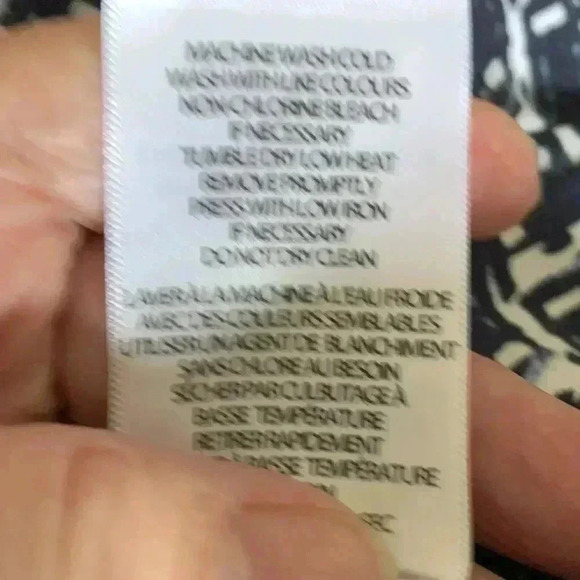 MACHINE WASH COLD
WASH WITH LIKE COLOURS
NON-CHLORINE BLEACH
IF NECESSARY
TUMBLE DRY LOW HEAT
REMOVE PROMPTLY
PRESS WITH LOW IRON
IF NECESSARY
DO NOT DRY CLEAN
LAVER À LA MACHINE À L'EAU FROIDE
AVEC DES COULEURS SEMBLABLES
UTILISER UN AGENT DE BLANCHIMENT
SANS CHLORE AU BESOIN
SÉCHER PAR CULBUTAGE À
BASSE TEMPÉRATURE
RETIRER RAPIDEMENT
À BASSE TEMPÉRATURE